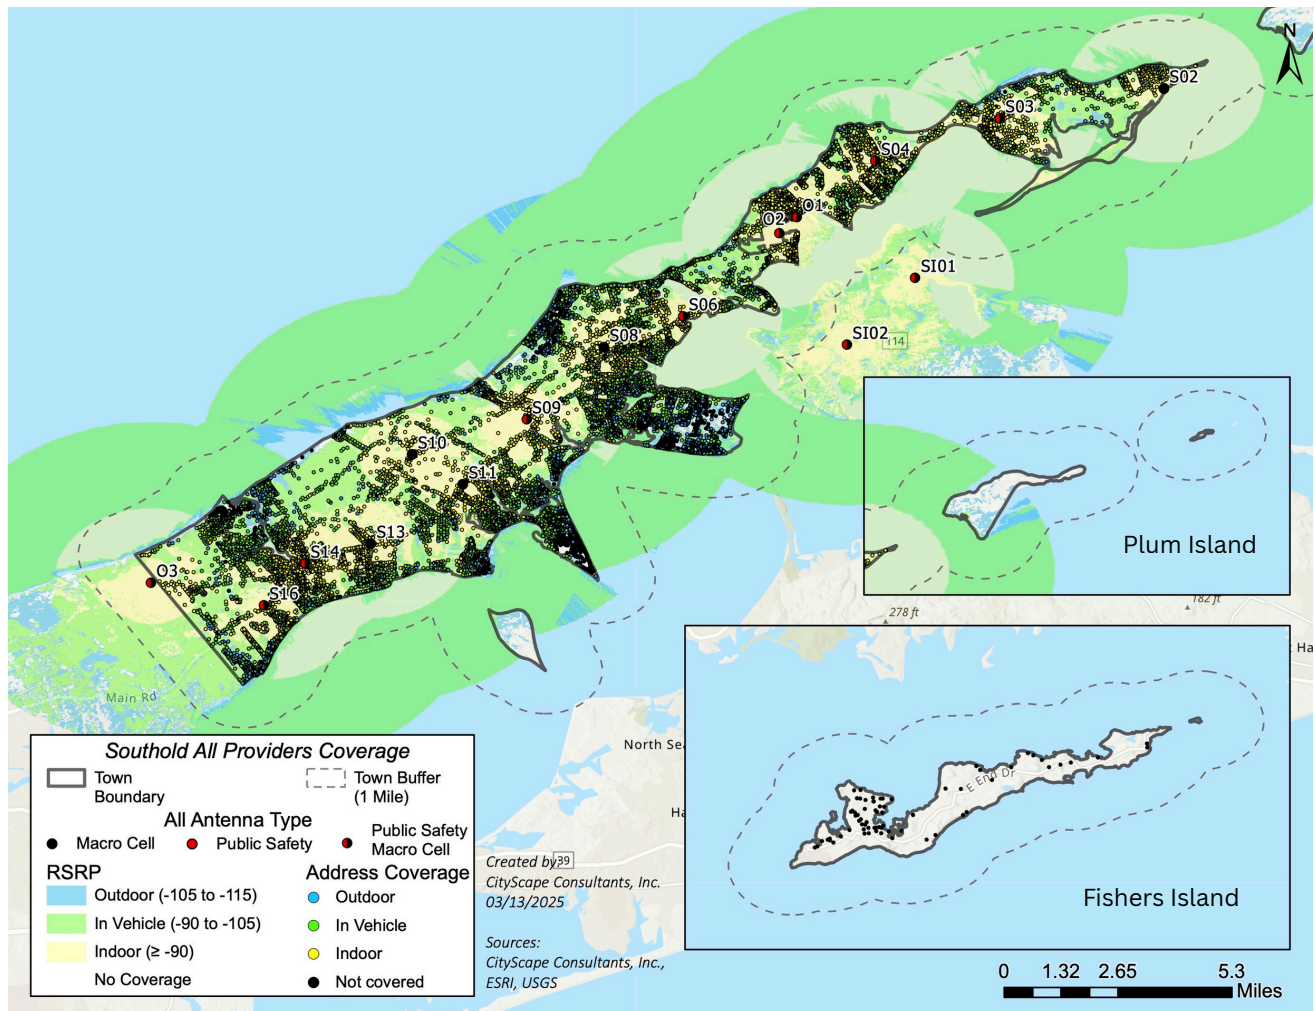 N
S02
S03
S04
O1
O2
SI01
S06
SI02
114
S08
S09
S10
S11
S13
S14
O3
S16
Main Rd
Plum Island
278 ft
182 ft
North Sea
E End Dr
Fishers Island
Southold All Providers Coverage
Town
Boundary
Town Buffer
(1 Mile)
All Antenna Type
Macro Cell
Public Safety
Public Safety
Macro Cell
RSRP
Outdoor (-105 to -115)
In Vehicle (-90 to -105)
Indoor (≥ -90)
No Coverage
Address Coverage
Outdoor
In Vehicle
Indoor
Not covered
Created by
39
CityScape Consultants, Inc.
03/13/2025
Sources:
CityScape Consultants, Inc.,
ESRI, USGS
0 1.32 2.65 5.3
Miles